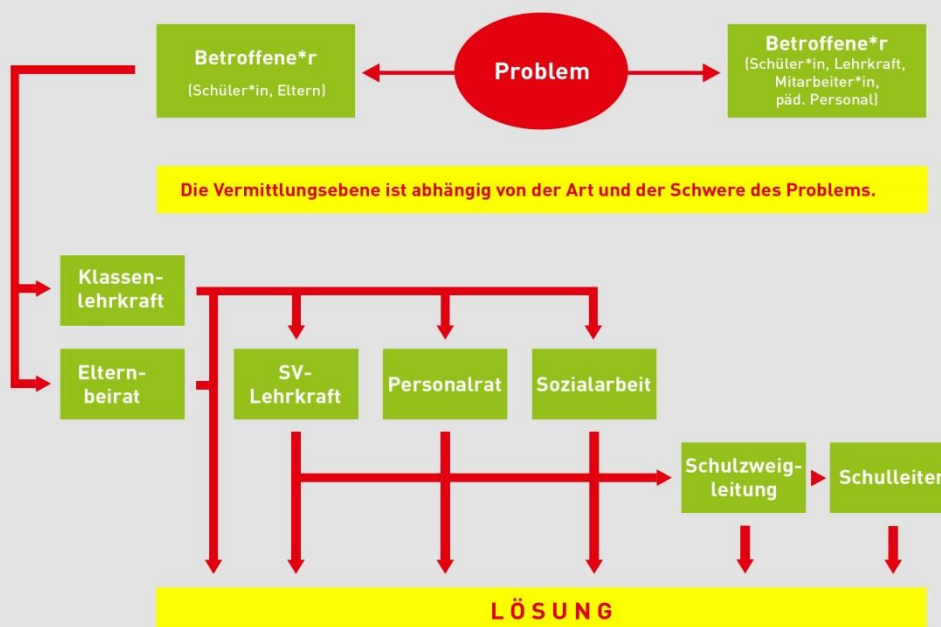 Betroffene*r
(Schüler*in, Eltern)
Problem
Betroffene*r
(Schüler*in, Lehrkraft,
Mitarbeiter*in,
päd. Personal)
Die Vermittlungsebene ist abhängig von der Art und der Schwere des Problems.
Klassen-
lehrkraft
Eltern-
beirat
SV-
Lehrkraft
Personalrat
Sozialarbeit
Schulzweig-
leitung
Schulleiter
LÖSUNG